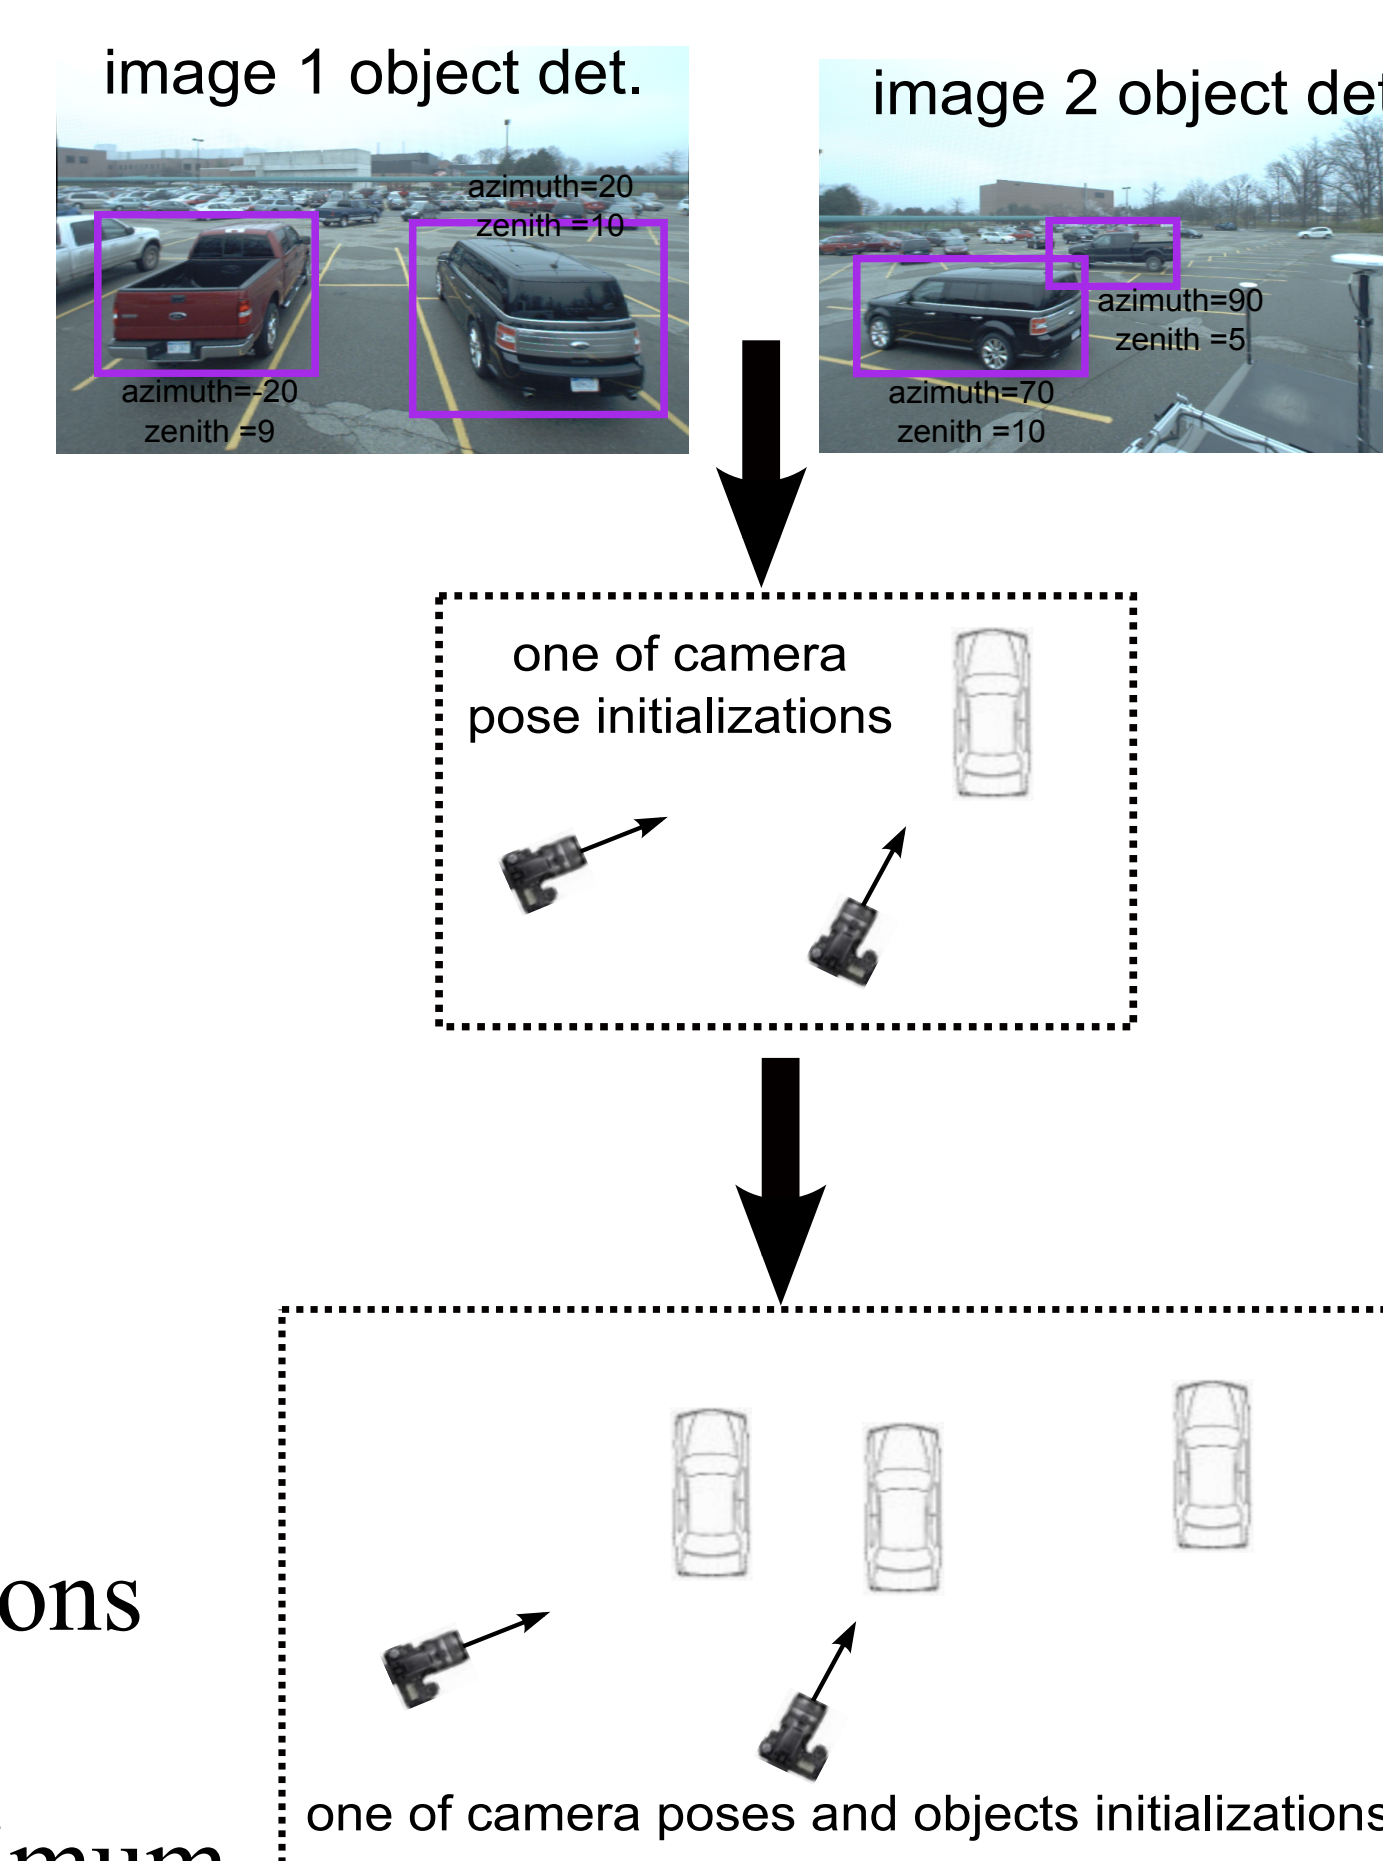 image 1 object det.
image 2 object det
azimuth=20
zenith =10
azimuth=-20
zenith =9
azimuth=90
zenith =5
azimuth=70
zenith =10
one of camera
pose initializations
ons
one of camera poses and objects initializations